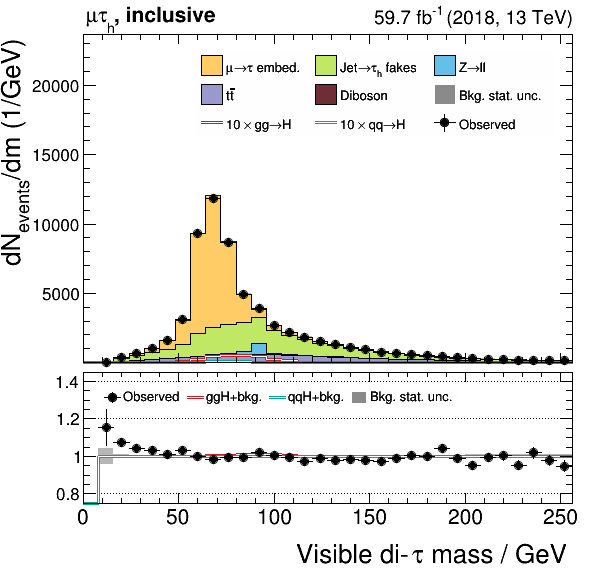 μτh, inclusive 59.7 fb-1 (2018, 13 TeV)
dNevents/dm (1/GeV)
μ→τ embed. Jet→τh fakes Z→ll
tt̄ Diboson Bkg. stat. unc.
10 × gg→H 10 × qq→H Observed
20000
15000
10000
5000
1.4
Observed ggH+bkg. qqH+bkg. Bkg. stat. unc.
1.2
1
0.8
0 50 100 150 200 250
Visible di-τ mass / GeV